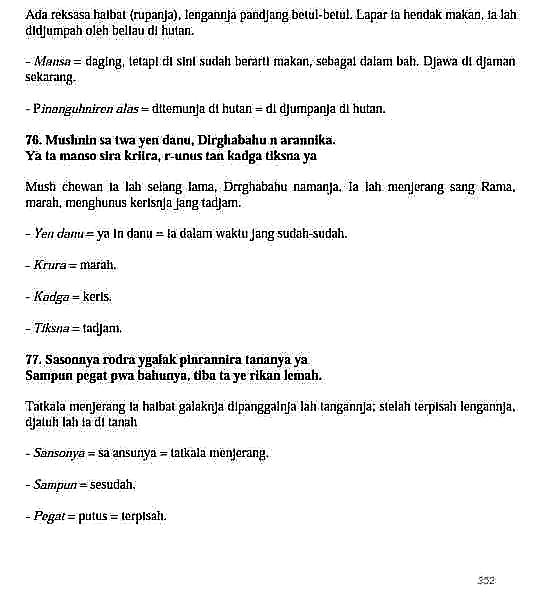 Ada reksasa haibat (rupanja), lengannja pandjang betul-betul. Lapar ia hendak makan, ia lah
didjumpah oleh beliau di hutan.
- Mansa = daging, tetapi di sini sudah berarti makan, sebagai dalam bah. Djawa di djaman
sekarang.
- Pinanguhniren alas = ditemunja di hutan = di djumpanja di hutan.
76. Mushnin sa twa yen danu, Dirghabahu n arannika.
Ya ta manso sira kriira, r-unus tan kadga tiksna ya
Musb chewan ia lah selang lama, Drrghabahu namanja. Ia lah menjerang sang Rama,
marah, menghunus kerisnja jang tadjam.
- Yen danu = ya in danu = ia dalam waktu jang sudah-sudah.
- Krura = marah.
- Kadga = keris.
- Tiksna = tadjam.
77. Sasonnya rodra ygalak pinrannira tananya ya
Sampun pegat pwa bahunya, tiba ta ye rikan lemah.
Tatkala menjerang ia haibat galaknja dipanggalnja lah tangannja; stelah terpisah lengannja,
djatuh lah ia di tanah
- Sansonya = sa ansunya = tatkala menjerang.
- Sampun = sesudah.
- Pegat = putus = terpisah.
352